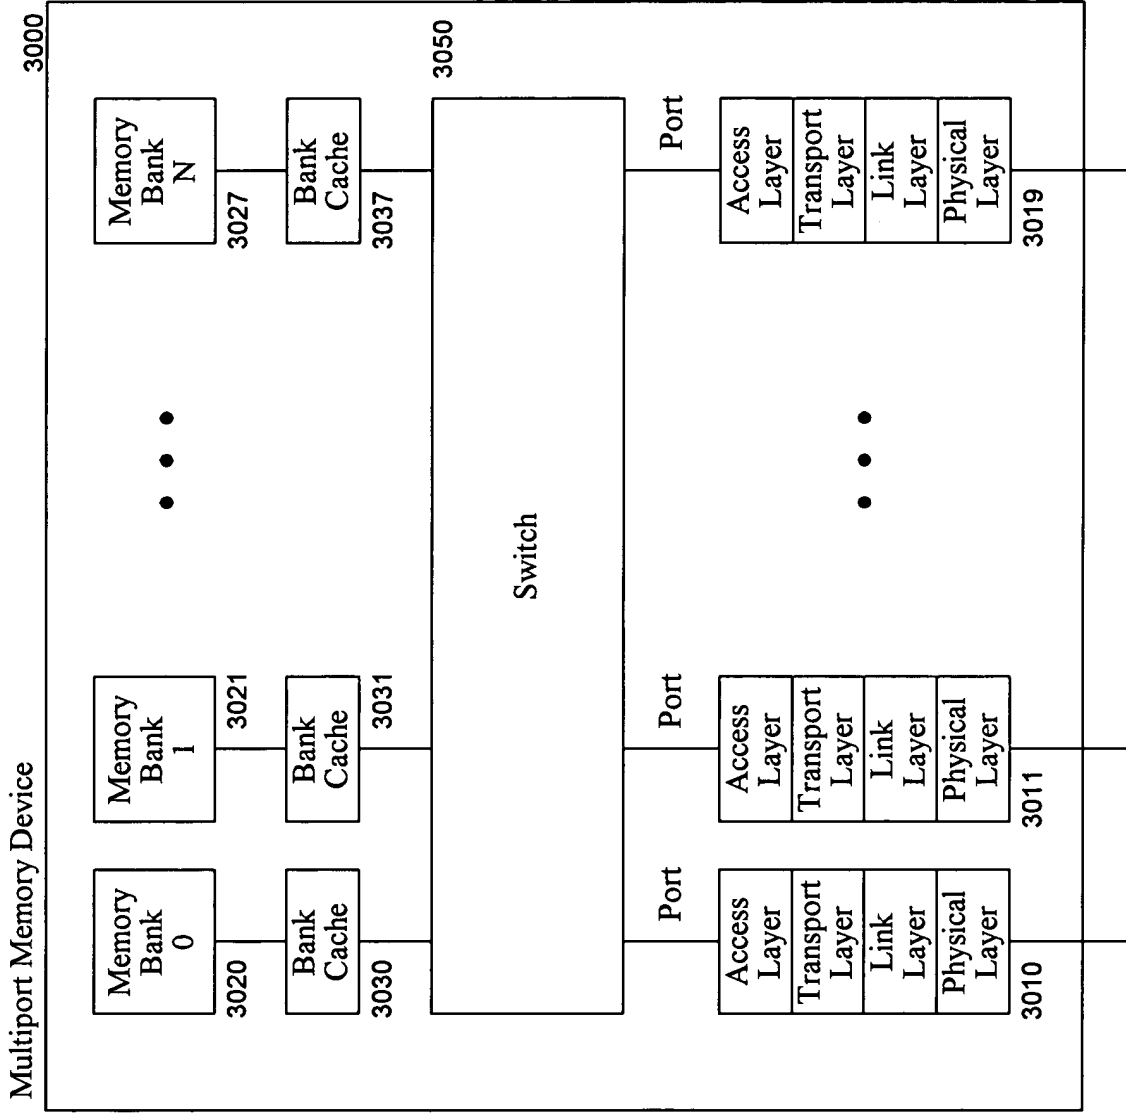 Multiport Memory Device
3000
Memory
Bank
0
3020
Memory
Bank
1
3021
Memory
Bank
N
3027
Bank
Cache
3030
Bank
Cache
3031
Bank
Cache
3037
3050
Switch
Port
Port
Port
Access
Layer
Transport
Layer
Link
Layer
Physical
Layer
3010
Access
Layer
Transport
Layer
Link
Layer
Physical
Layer
3011
Access
Layer
Transport
Layer
Link
Layer
Physical
Layer
3019